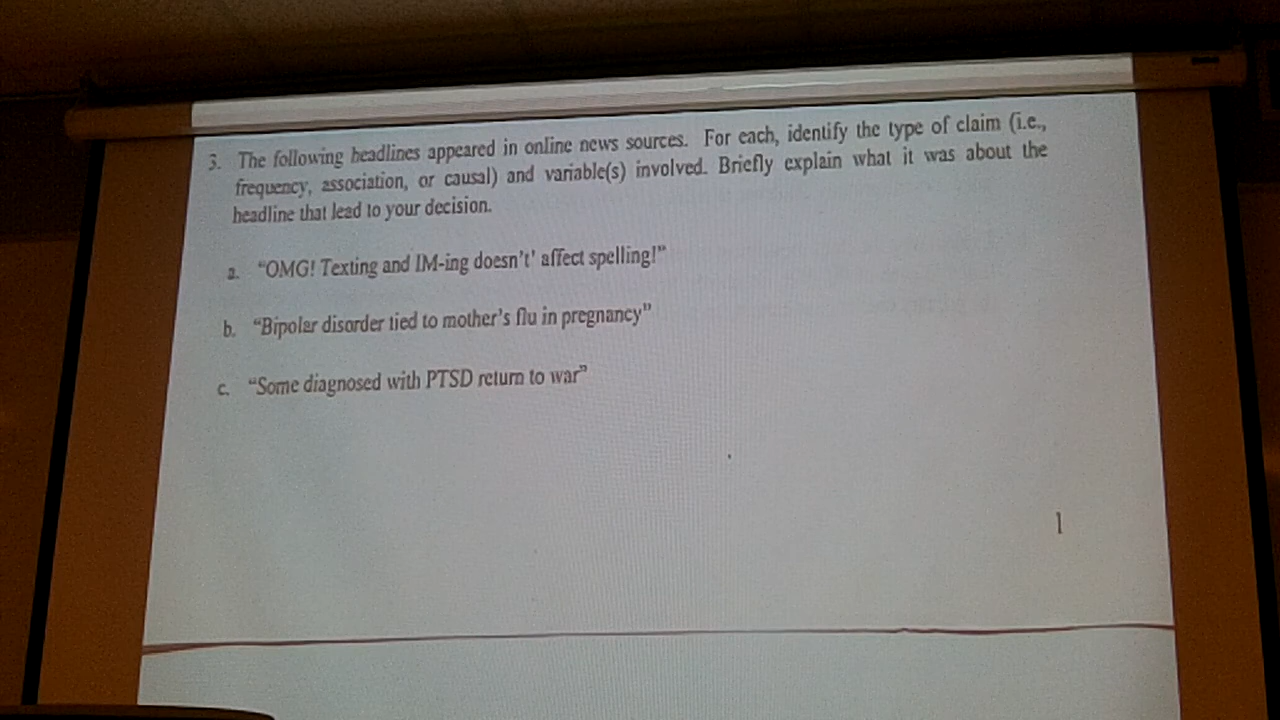 3. The following headlines appeared in online news sources. For each, identify the type of claim (i.e.,
frequency, association, or causal) and variable(s) involved. Briefly explain what it was about the
headline that lead to your decision.
a. “OMG! Texting and IM-ing doesn’t' affect spelling!”
b. “Bipolar disorder tied to mother’s flu in pregnancy”
c. “Some diagnosed with PTSD return to war”
1